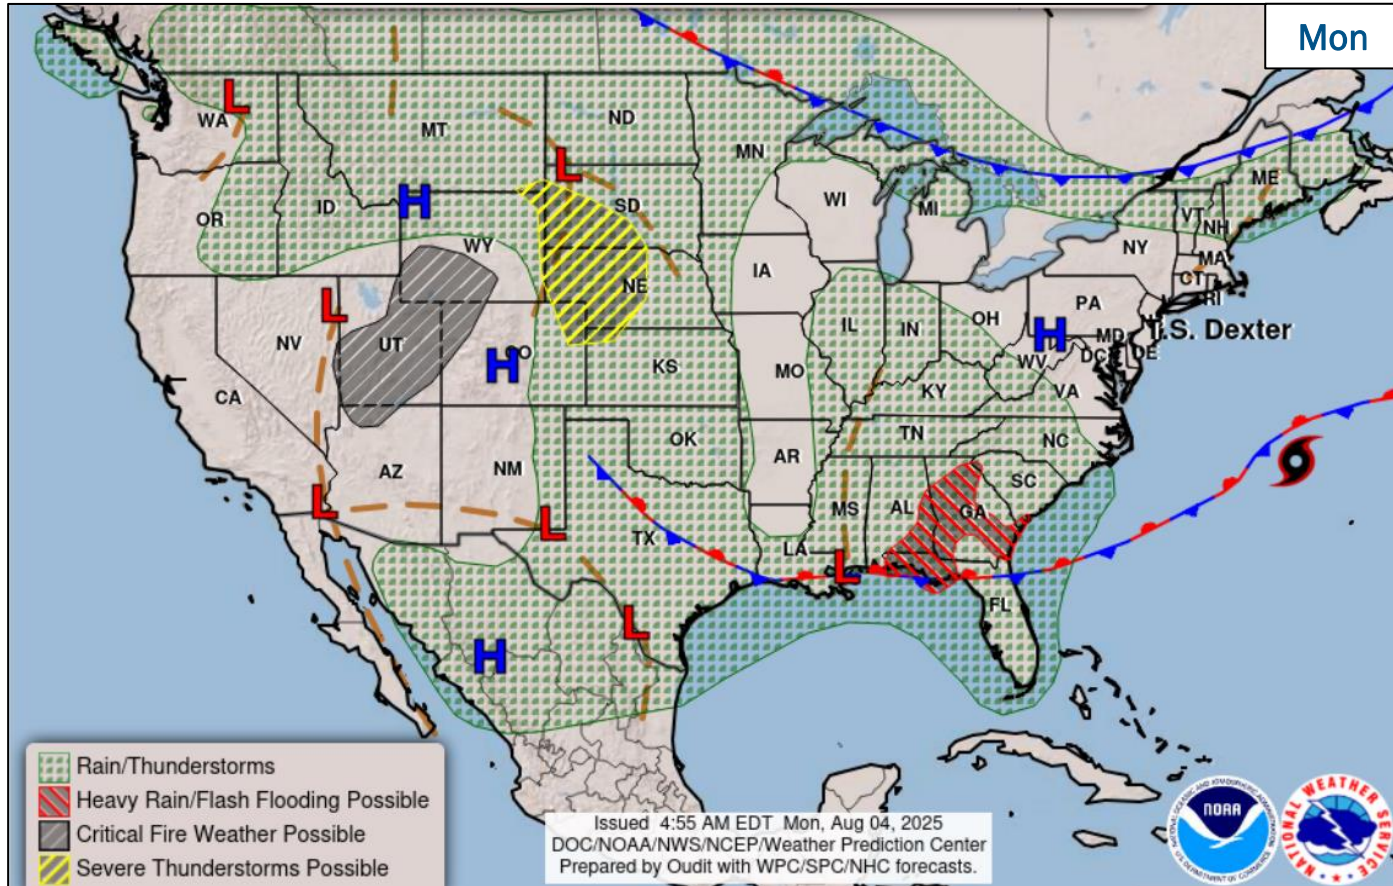 Mon
WA
MT
ND
MN
ME
OR
ID
SD
WI
MI
VT
NH
WY
NY
MA
CT
RI
IA
NE
PA
NV
UT
CO
IL
IN
OH
MD
DE
T.S. Dexter
WV
DC
VA
CA
KS
MO
KY
AZ
NM
OK
AR
TN
NC
SC
MS
AL
GA
TX
LA
FL
L
L
H
L
H
H
L
L
L
L
H
Rain/Thunderstorms
Heavy Rain/Flash Flooding Possible
Critical Fire Weather Possible
Severe Thunderstorms Possible
Issued 4:55 AM EDT Mon, Aug 04, 2025
DOC/NOAA/NWS/NCEP/Weather Prediction Center
Prepared by Oudit with WPC/SPC/NHC forecasts.
NOAA
NATIONAL WEATHER SERVICE